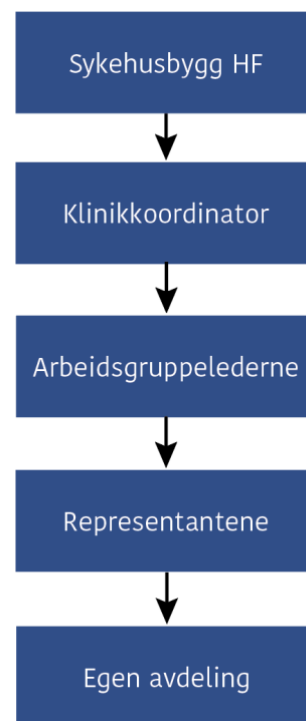 Sykehusbygg HF
Klinikkoordinator
Arbeidsgruppelederne
Representantene
Egen avdeling